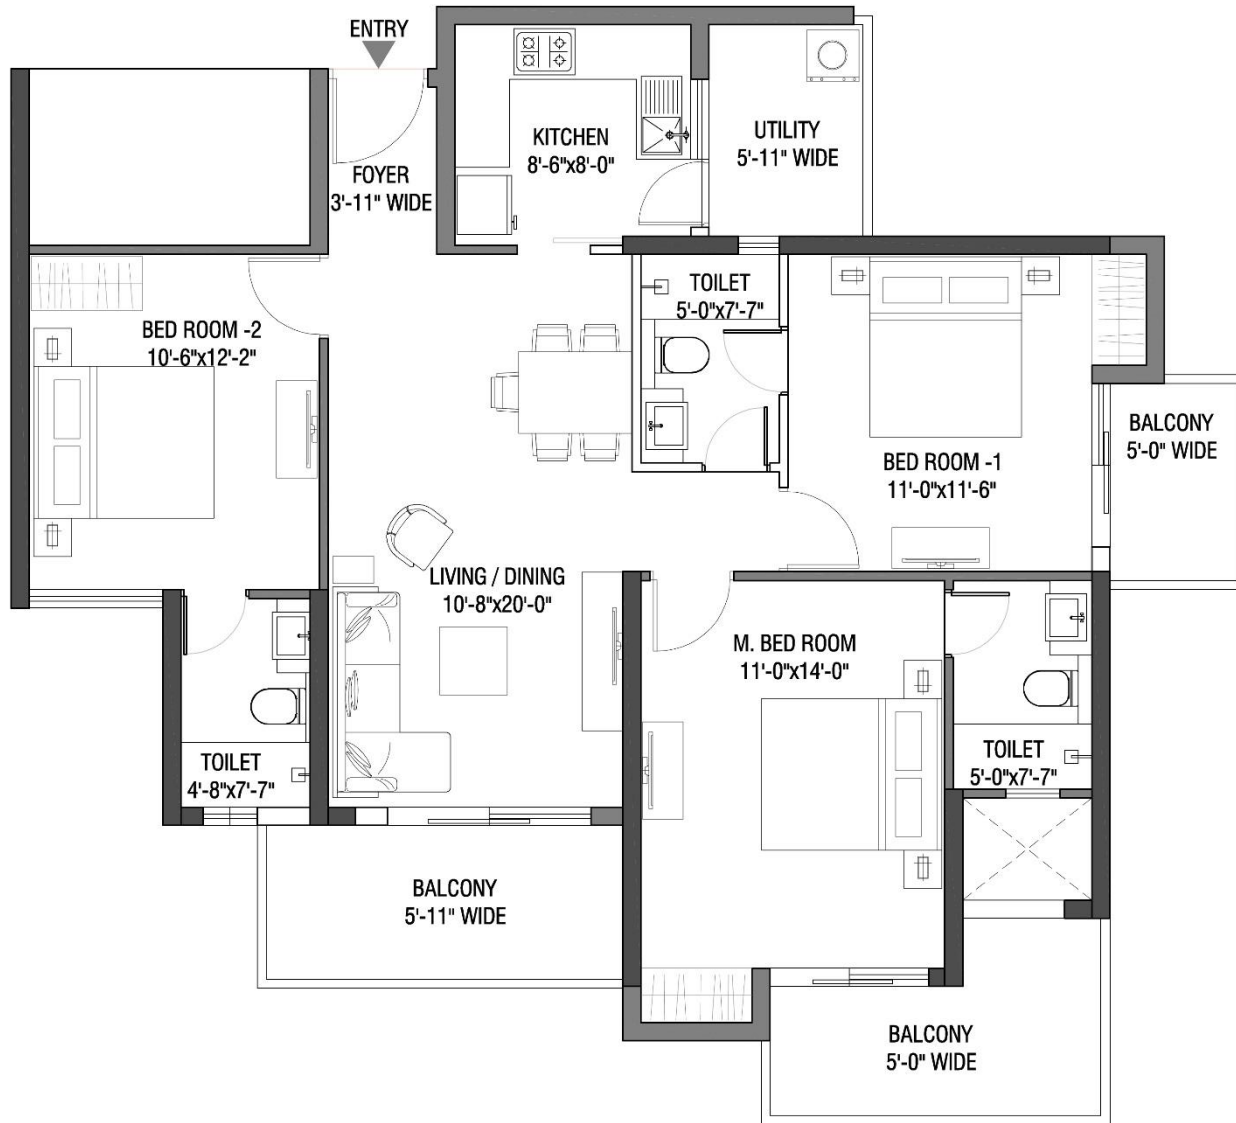 ENTRY
KITCHEN
8'-6"x8'-0"
UTILITY
5'-11" WIDE
FOYER
3'-11" WIDE
TOILET
5'-0"x7'-7"
BED ROOM -2
10'-6"x12'-2"
BALCONY
5'-0" WIDE
BED ROOM -1
11'-0"x11'-6"
LIVING / DINING
10'-8"x20'-0"
M. BED ROOM
11'-0"x14'-0"
TOILET
4'-8"x7'-7"
TOILET
5'-0"x7'-7"
BALCONY
5'-11" WIDE
BALCONY
5'-0" WIDE